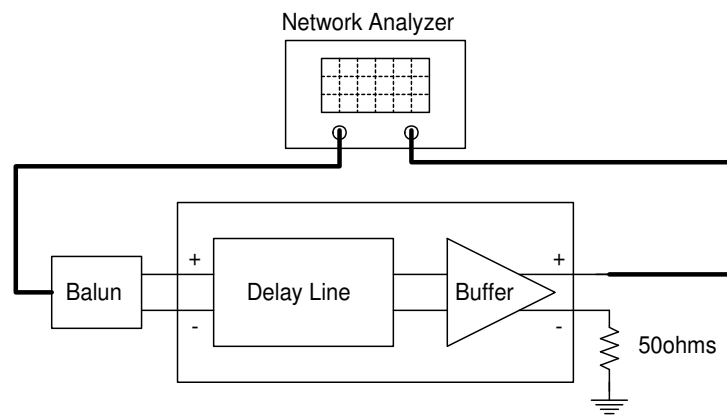 Network Analyzer
+ +
Balun Delay Line Buffer
- -
50ohms